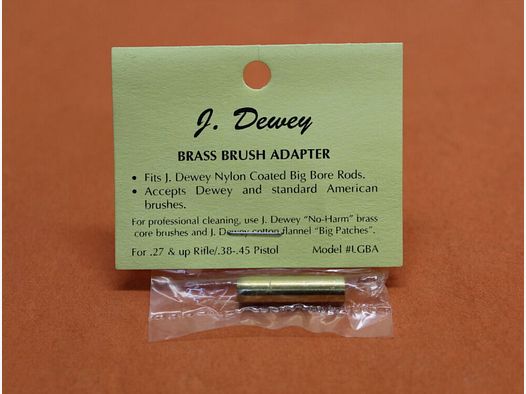 J. Dewey
BRASS BRUSH ADAPTER
• Fits J. Dewey Nylon Coated Big Bore Rods.
• Accepts Dewey and standard American
brushes.
For professional cleaning, use J. Dewey "No-Harm" brass
core brushes and J. Dewey cotton flannel "Big Patches".
For .27 & up Rifle/.38-.45 Pistol Model #LGBA